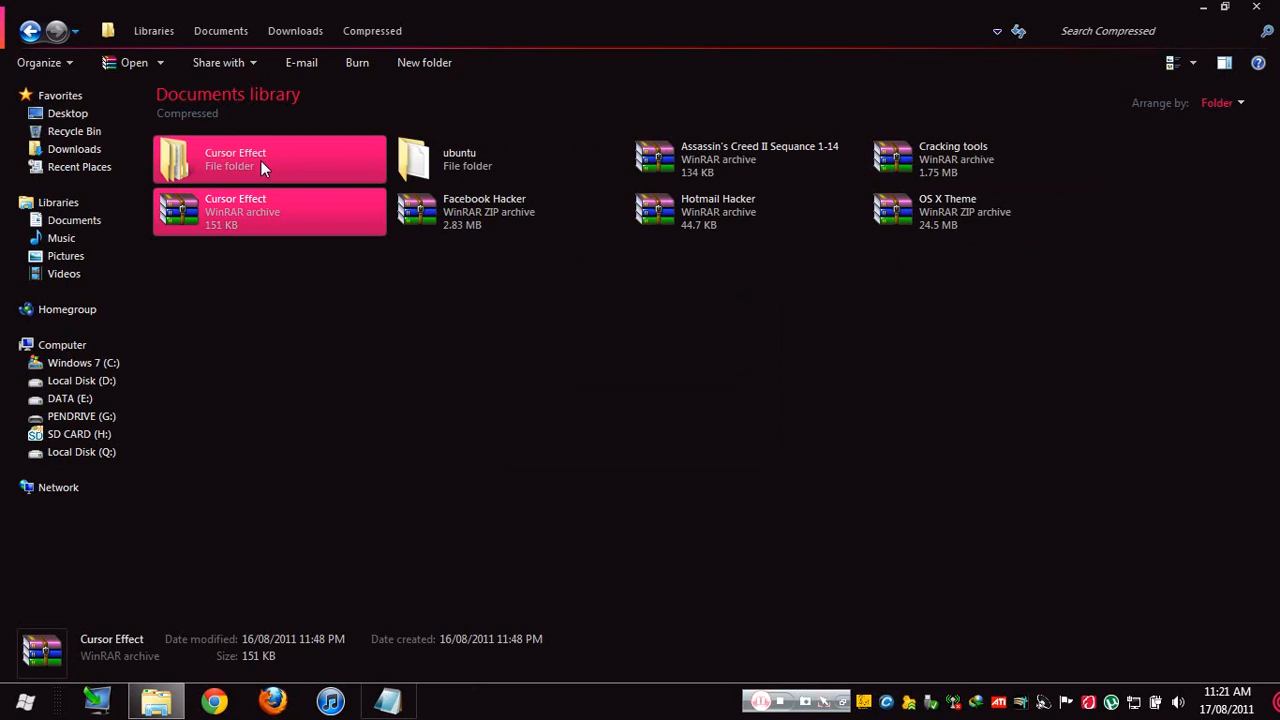 Libraries Documents Downloads Compressed Search Compressed
Organize Open Share with E-mail Burn New folder
Documents library
Compressed
Arrange by: Folder
Favorites
Desktop
Recycle Bin
Downloads
Recent Places
Libraries
Documents
Music
Pictures
Videos
Homegroup
Computer
Windows 7 (C:)
Local Disk (D:)
DATA (E:)
PENDRIVE (G:)
SD CARD (H:)
Local Disk (Q:)
Network
Cursor Effect
File folder
ubuntu
File folder
Assassin's Creed II Sequance 1-14
WinRAR archive
134 KB
Cracking tools
WinRAR archive
1.75 MB
Cursor Effect
WinRAR archive
151 KB
Facebook Hacker
WinRAR ZIP archive
2.83 MB
Hotmail Hacker
WinRAR archive
44.7 KB
OS X Theme
WinRAR ZIP archive
24.5 MB
Cursor Effect Date modified: 16/08/2011 11:48 PM Date created: 16/08/2011 11:48 PM
WinRAR archive Size: 151 KB
SD
ATI
11:21 AM
17/08/2011